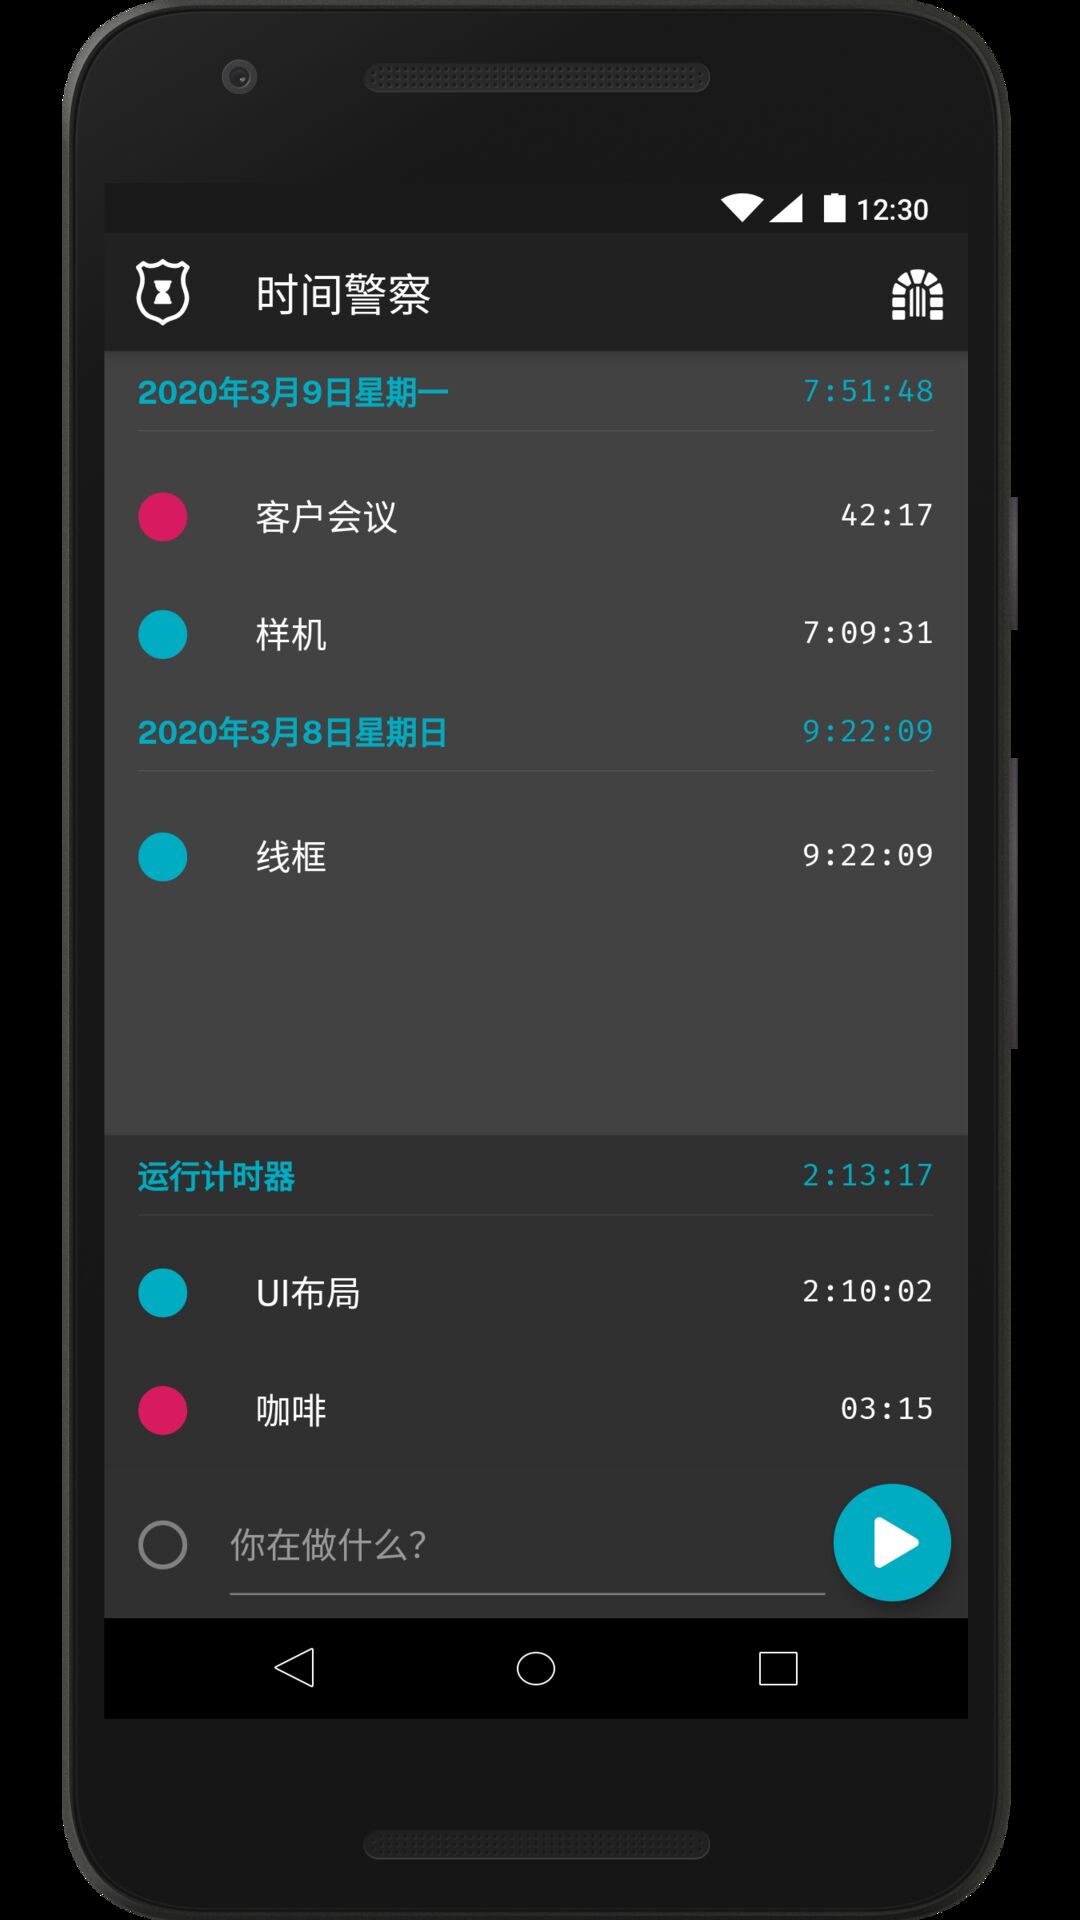 12:30
时间警察
2020年3月9日星期一 7:51:48
客户会议 42:17
样机 7:09:31
2020年3月8日星期日 9:22:09
线框 9:22:09
运行计时器 2:13:17
UI布局 2:10:02
咖啡 03:15
你在做什么?